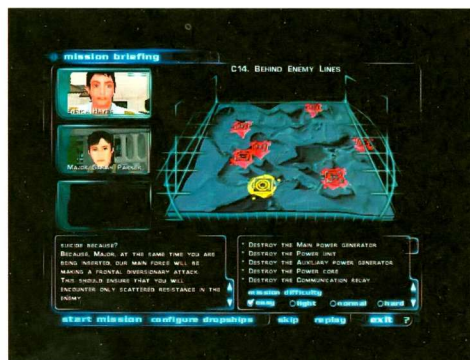 mission briefing
C14. BEHIND ENEMY LINES
SUICIDE BECAUSE?
BECAUSE, MAJOR, AT THE SAME TIME YOU ARE
BEING INSERTED, OUR MAIN FORCE WILL BE
MAKING A FRONTAL DIVERSIONARY ATTACK.
THIS SHOULD ENSURE THAT YOU WILL
ENCOUNTER ONLY SCATTERED RESISTANCE IN THE
ENEMY
* DESTROY THE MAIN POWER GENERATOR
* DESTROY THE POWER UNIT
* DESTROY THE AUXILIARY POWER GENERATOR
* DESTROY THE POWER CORE
* DESTROY THE COMMUNICATION RELAY
mission difficulty
easy light normal hard
start mission configure dropships skip replay exit ?